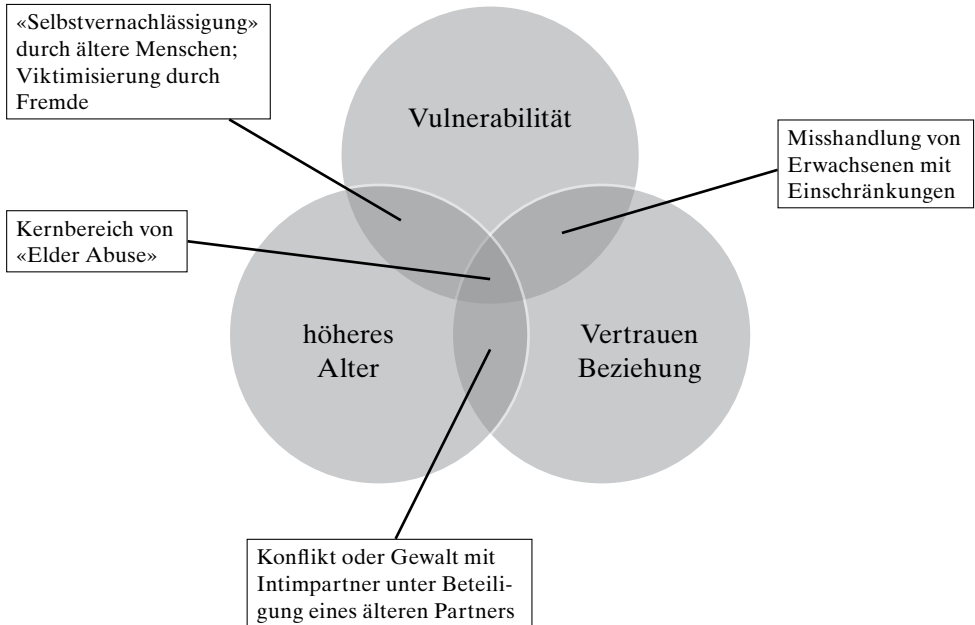 «Selbstvernachlässigung»
durch ältere Menschen;
Viktimisierung durch
Fremde
Vulnerabilität
Misshandlung von
Erwachsenen mit
Einschränkungen
Kernbereich von
«Elder Abuse»
höheres
Alter
Vertrauen
Beziehung
Konflikt oder Gewalt mit
Intimpartner unter Beteili-
gung eines älteren Partners